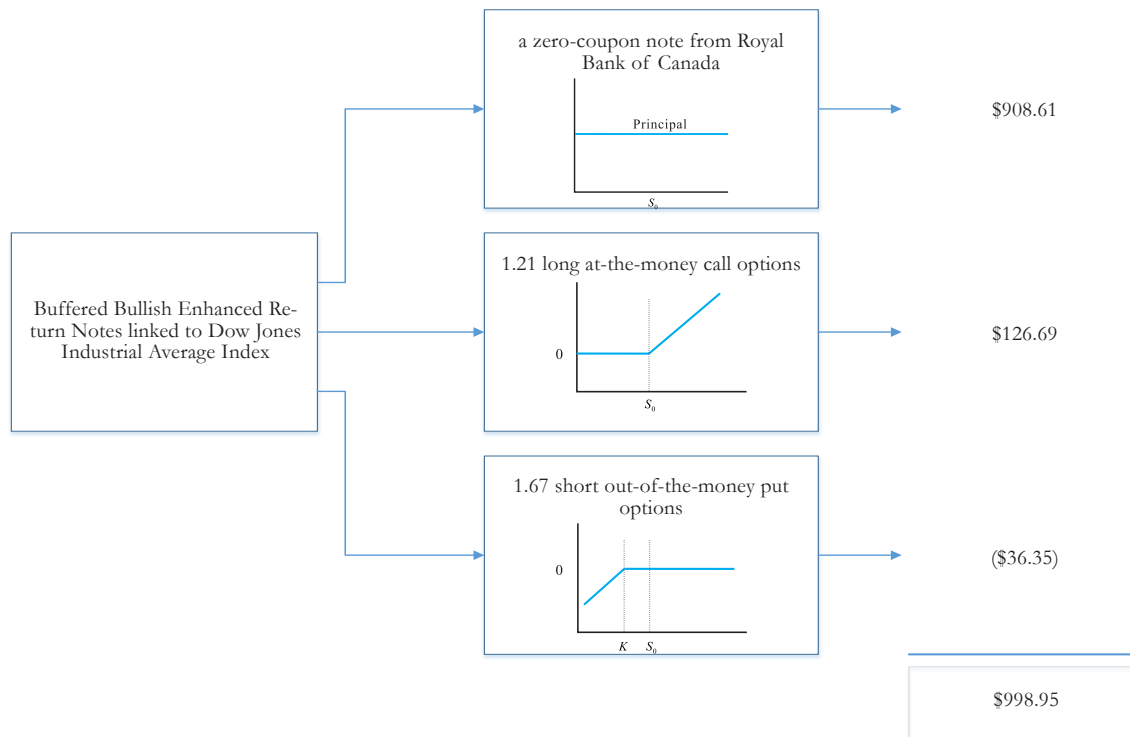 a zero-coupon note from Royal
Bank of Canada
Principal
S₀
$908.61
Buffered Bullish Enhanced Re-
turn Notes linked to Dow Jones
Industrial Average Index
1.21 long at-the-money call options
0
S₀
$126.69
1.67 short out-of-the-money put
options
0
K S₀
($36.35)
$998.95